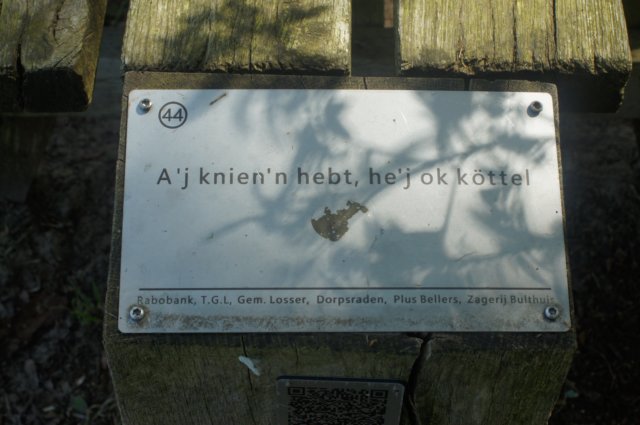 44
A'j knien'n hebt, he'j ok köttel
Rabobank, T.G.L, Gem. Losser, Dorpsraden, Plus Bellers, Zagerij Bulthuis